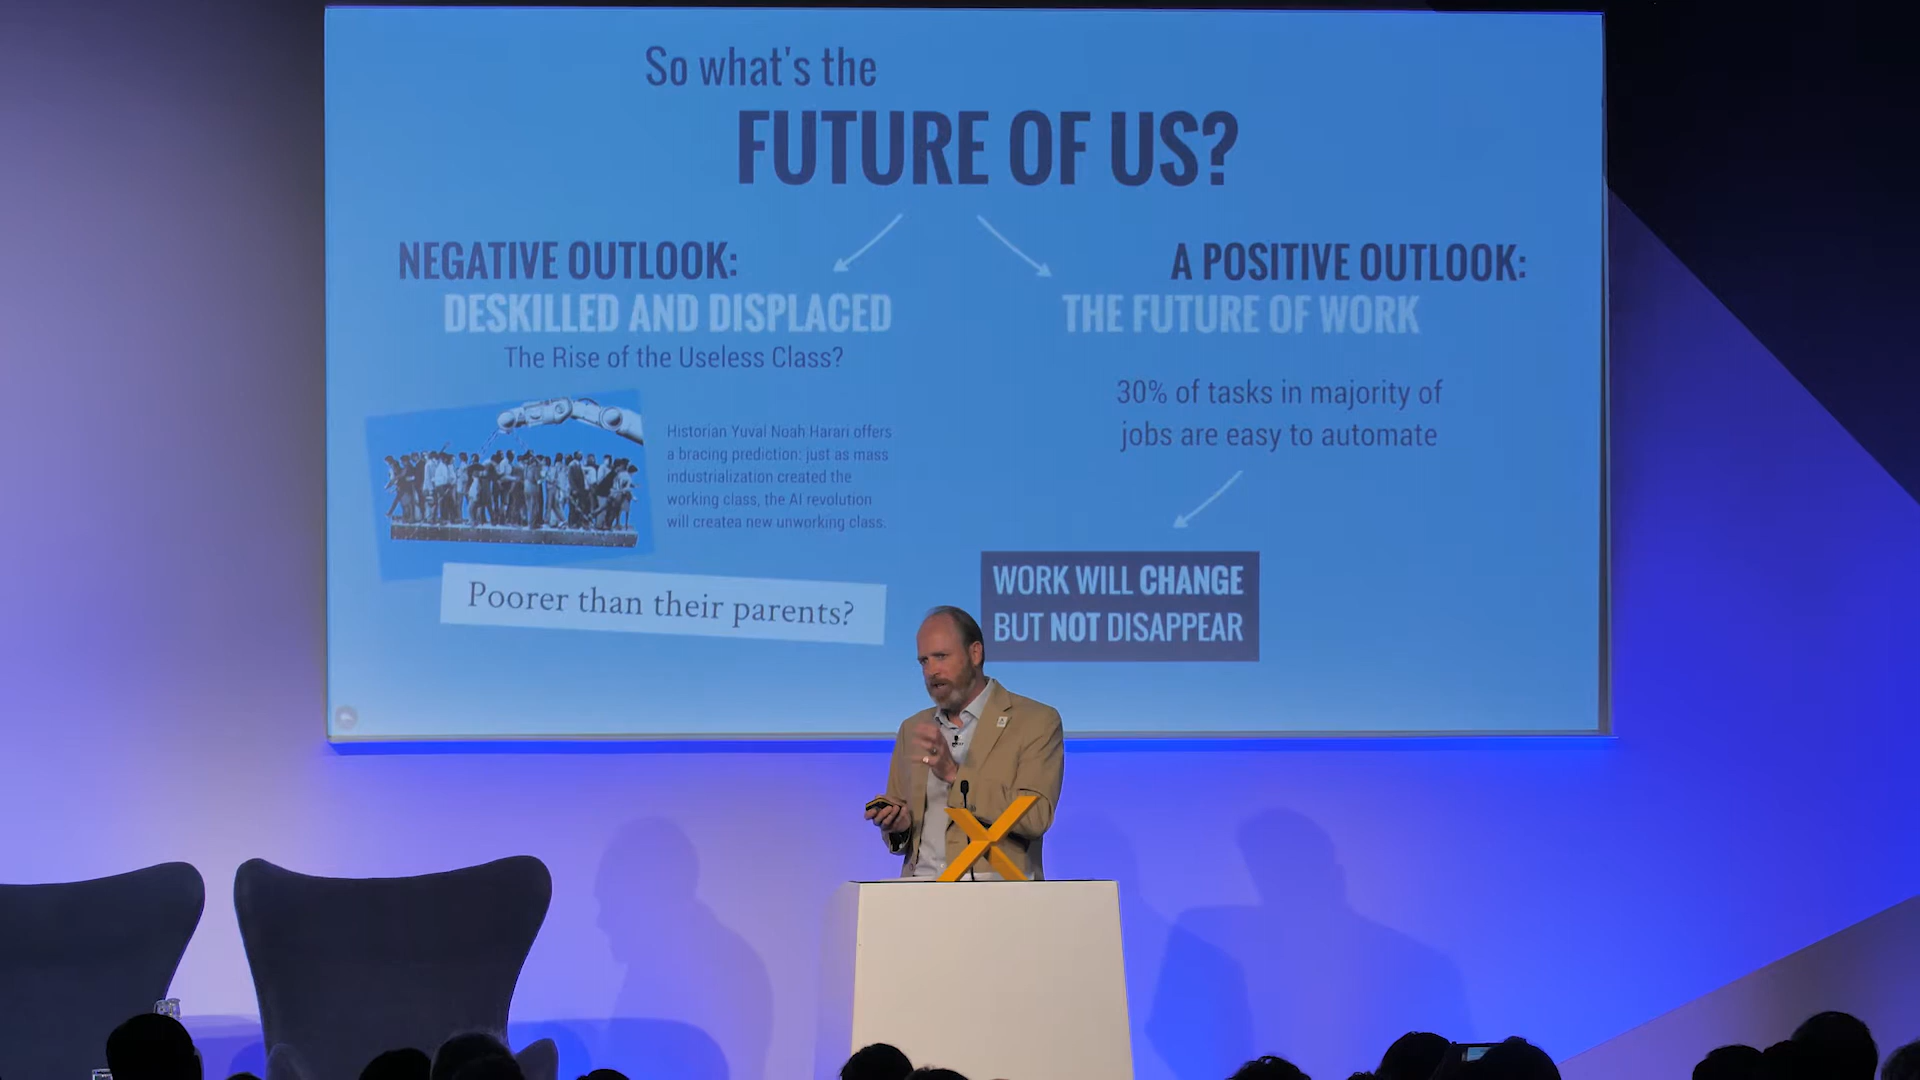 So what's the
FUTURE OF US?
NEGATIVE OUTLOOK:
DESKILLED AND DISPLACED
The Rise of the Useless Class?
Historian Yuval Noah Harari offers
a bracing prediction: just as mass
industrialization created the
working class, the AI revolution
will createa new unworking class.
Poorer than their parents?
A POSITIVE OUTLOOK:
THE FUTURE OF WORK
30% of tasks in majority of
jobs are easy to automate
WORK WILL CHANGE
BUT NOT DISAPPEAR
X